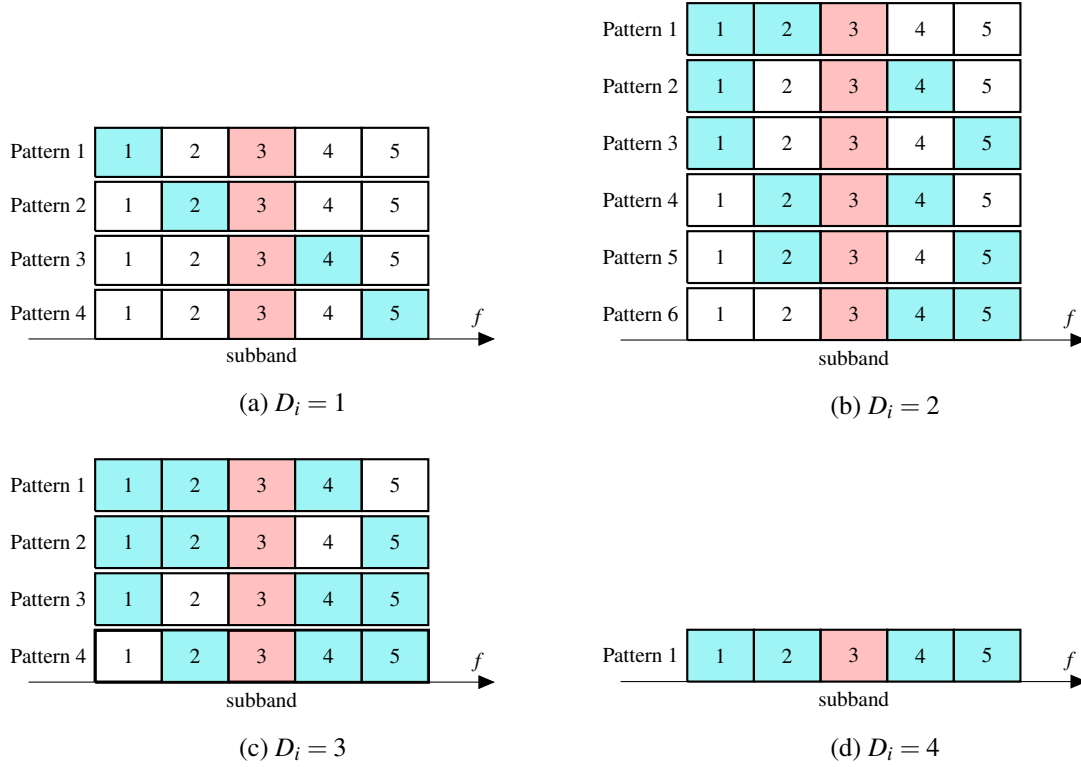 Pattern 1 1 2 3 4 5
Pattern 2 1 2 3 4 5
Pattern 3 1 2 3 4 5
Pattern 4 1 2 3 4 5
f
subband
(a) D_i = 1
Pattern 1 1 2 3 4 5
Pattern 2 1 2 3 4 5
Pattern 3 1 2 3 4 5
Pattern 4 1 2 3 4 5
Pattern 5 1 2 3 4 5
Pattern 6 1 2 3 4 5
f
subband
(b) D_i = 2
Pattern 1 1 2 3 4 5
Pattern 2 1 2 3 4 5
Pattern 3 1 2 3 4 5
Pattern 4 1 2 3 4 5
f
subband
(c) D_i = 3
Pattern 1 1 2 3 4 5
f
subband
(d) D_i = 4